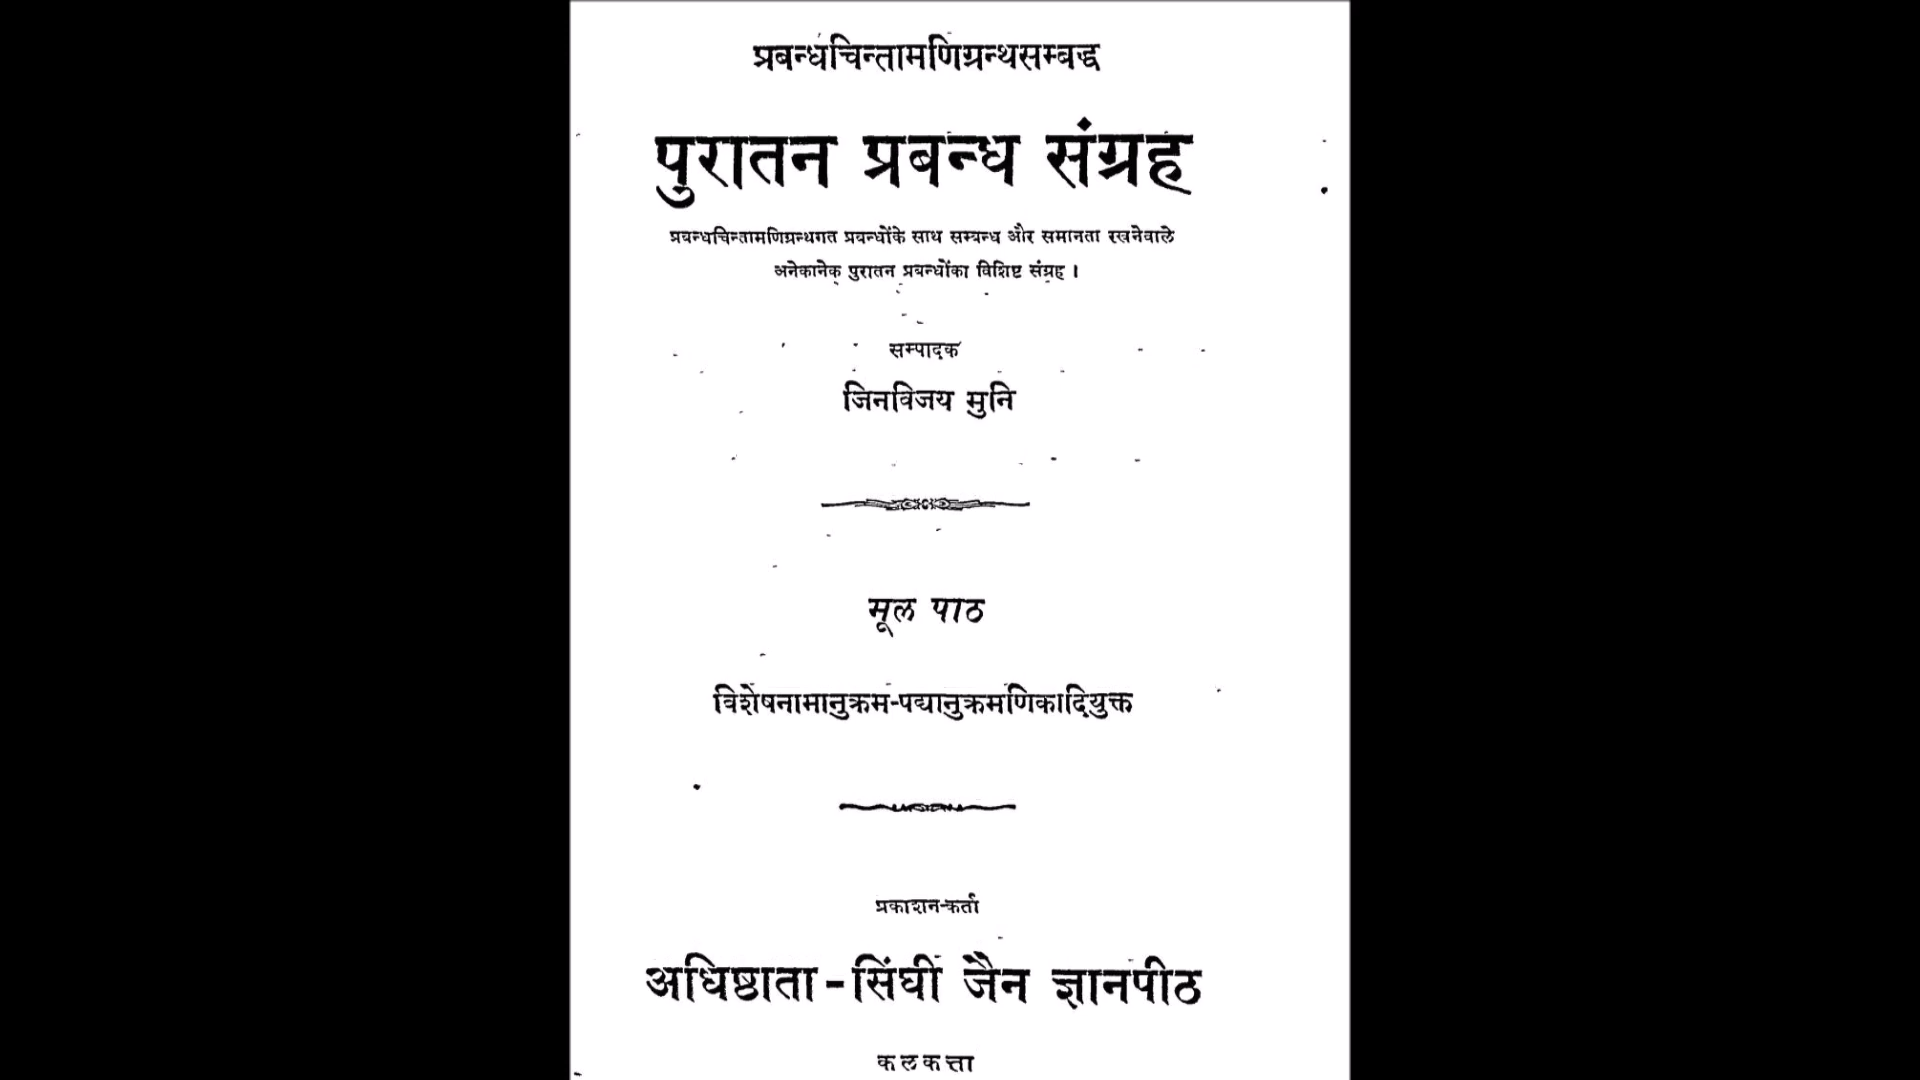 प्रबन्धचिन्तामणिग्रन्थसम्बद्ध
पुरातन प्रबन्ध संग्रह
प्रबन्धचिन्तामणिग्रन्थगत प्रबन्धोंके साथ सम्बन्ध और समानता रखनेवाले
अनेकानेक पुरातन प्रबन्धोंका विशिष्ट संग्रह ।
सम्पादक
जिनविजय मुनि
मूल पाठ
विशेषनामानुक्रम-पद्यानुक्रमणिकादियुक्त
प्रकाशन-कर्ता
अधिष्ठाता - सिंघी जैन ज्ञानपीठ
कलकत्ता